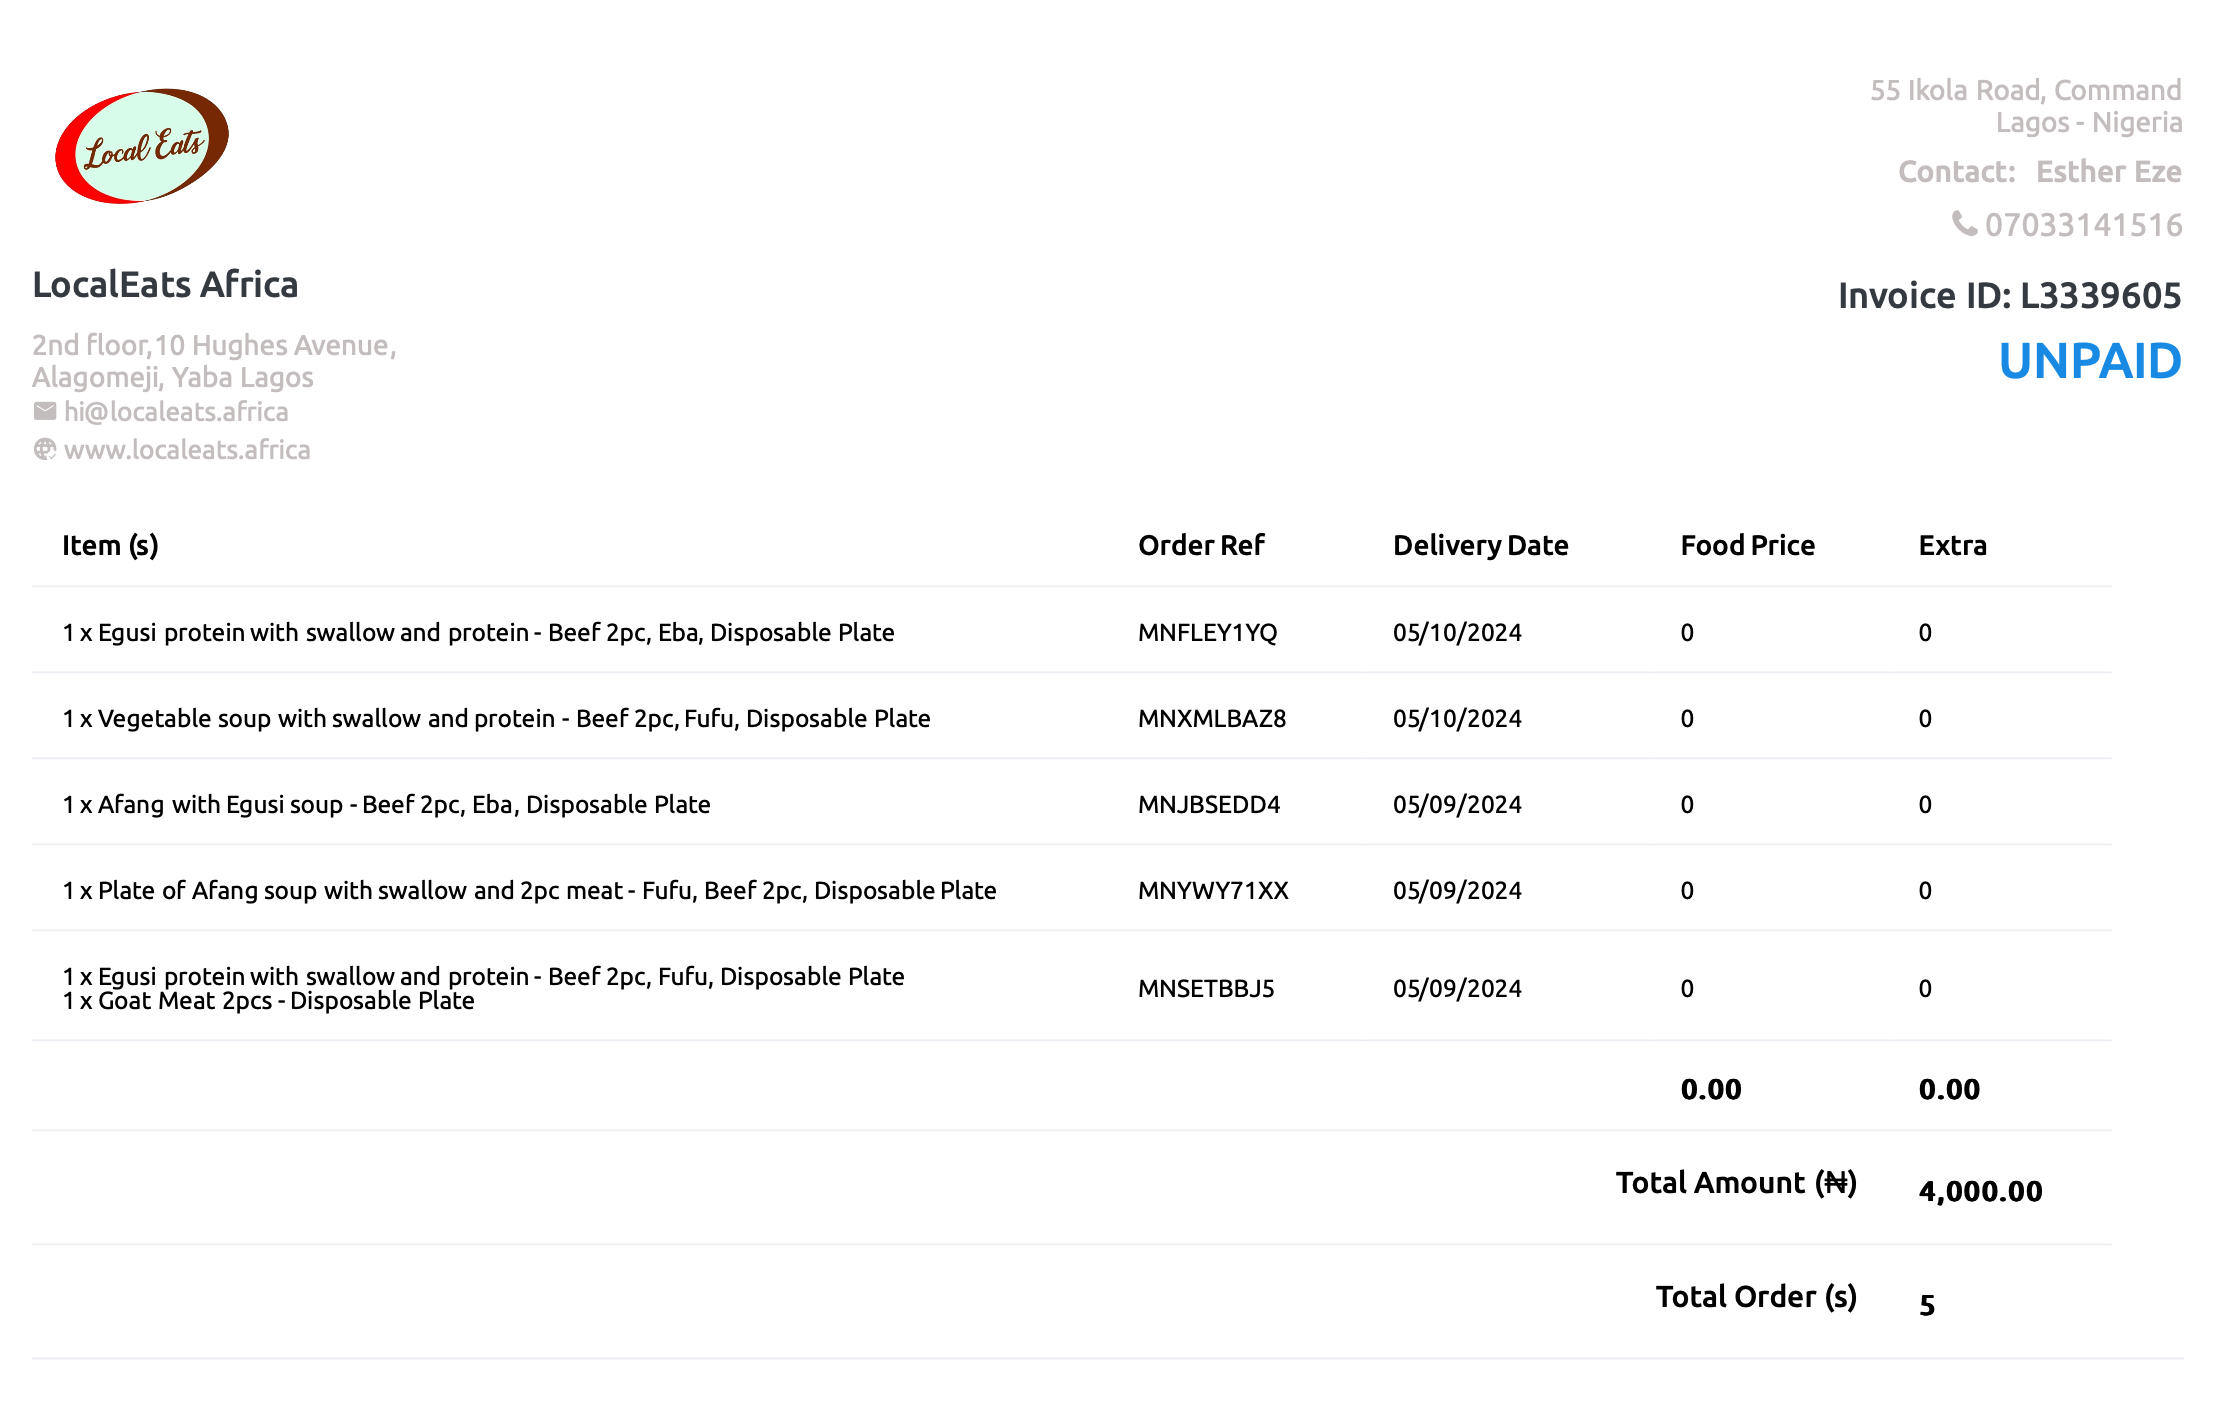 Local Eats
55 Ikola Road, Command
Lagos - Nigeria
Contact: Esther Eze
07033141516
LocalEats Africa
Invoice ID: L3339605
2nd floor,10 Hughes Avenue,
Alagomeji, Yaba Lagos
UNPAID
hi@localeats.africa
www.localeats.africa
Item (s) Order Ref Delivery Date Food Price Extra
1 x Egusi protein with swallow and protein - Beef 2pc, Eba, Disposable Plate MNFLEY1YQ 05/10/2024 0 0
1 x Vegetable soup with swallow and protein - Beef 2pc, Fufu, Disposable Plate MNXMLBAZ8 05/10/2024 0 0
1 x Afang with Egusi soup - Beef 2pc, Eba, Disposable Plate MNJBSEDD4 05/09/2024 0 0
1 x Plate of Afang soup with swallow and 2pc meat - Fufu, Beef 2pc, Disposable Plate MNYWY71XX 05/09/2024 0 0
1 x Egusi protein with swallow and protein - Beef 2pc, Fufu, Disposable Plate
1 x Goat Meat 2pcs - Disposable Plate MNSETBBJ5 05/09/2024 0 0
0.00 0.00
Total Amount (₦) 4,000.00
Total Order (s) 5